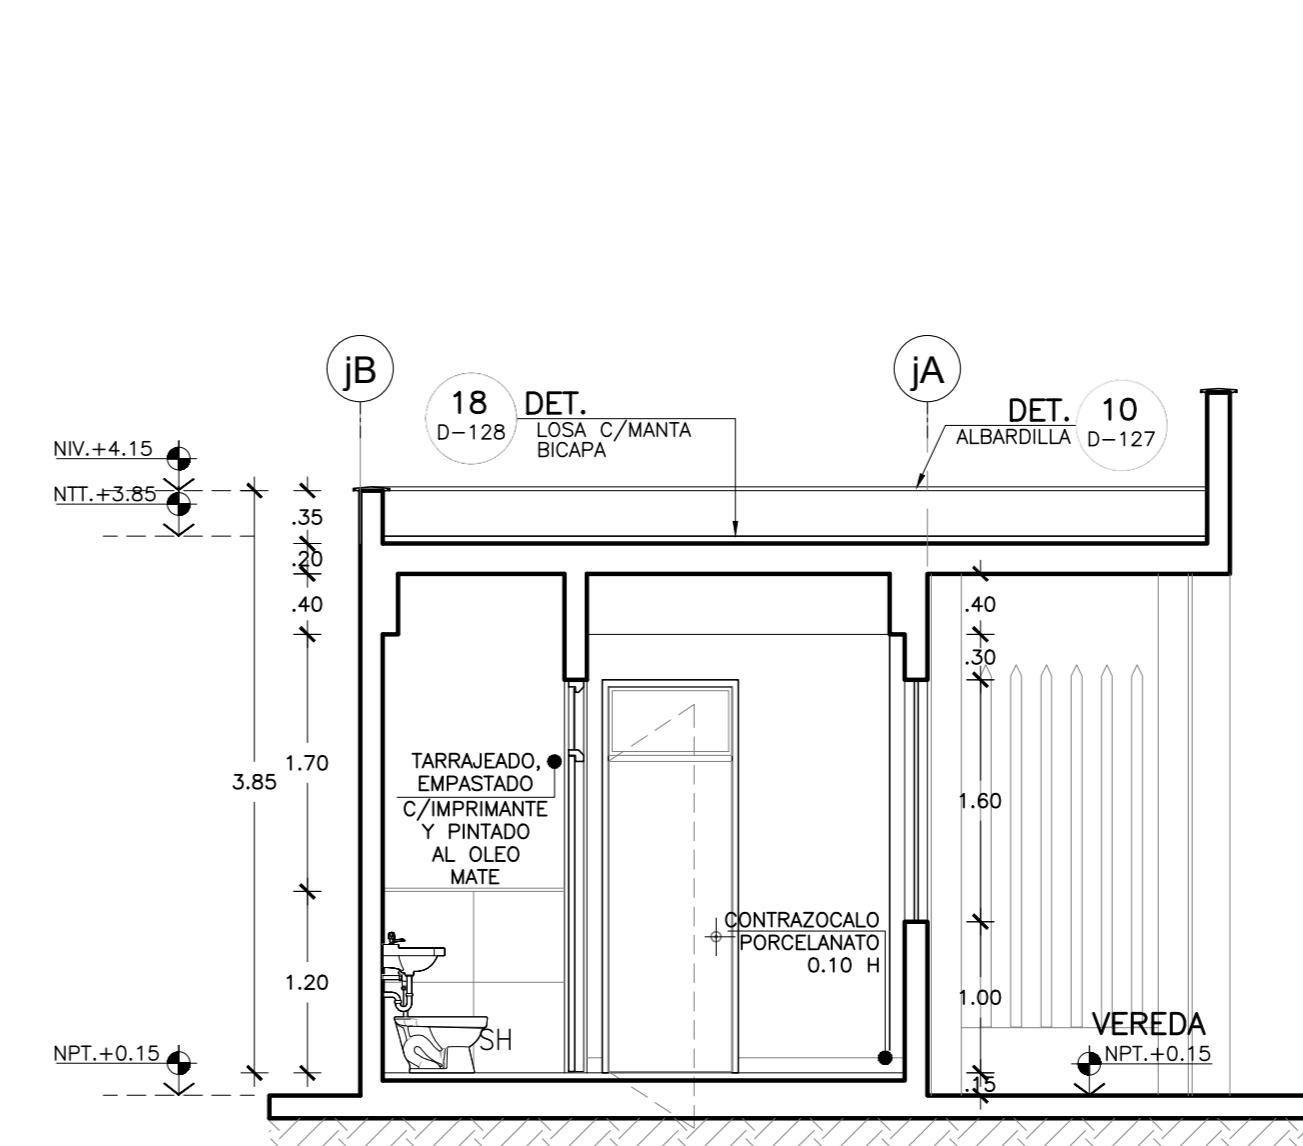 jB
jA
18
D-128
DET.
LOSA C/MANTA
BICAPA
DET.
ALBARDILLA
10
D-127
NIV.+4.15
NTT.+3.85
.35
.20
.40
1.70
3.85
1.20
TARRAJEADO,
EMPASTADO
C/IMPRIMANTE
Y PINTADO
AL OLEO
MATE
SH
CONTRAZOCALO
PORCELANATO
0.10 H
.40
.30
1.60
1.00
.15
VEREDA
NPT.+0.15
NPT.+0.15